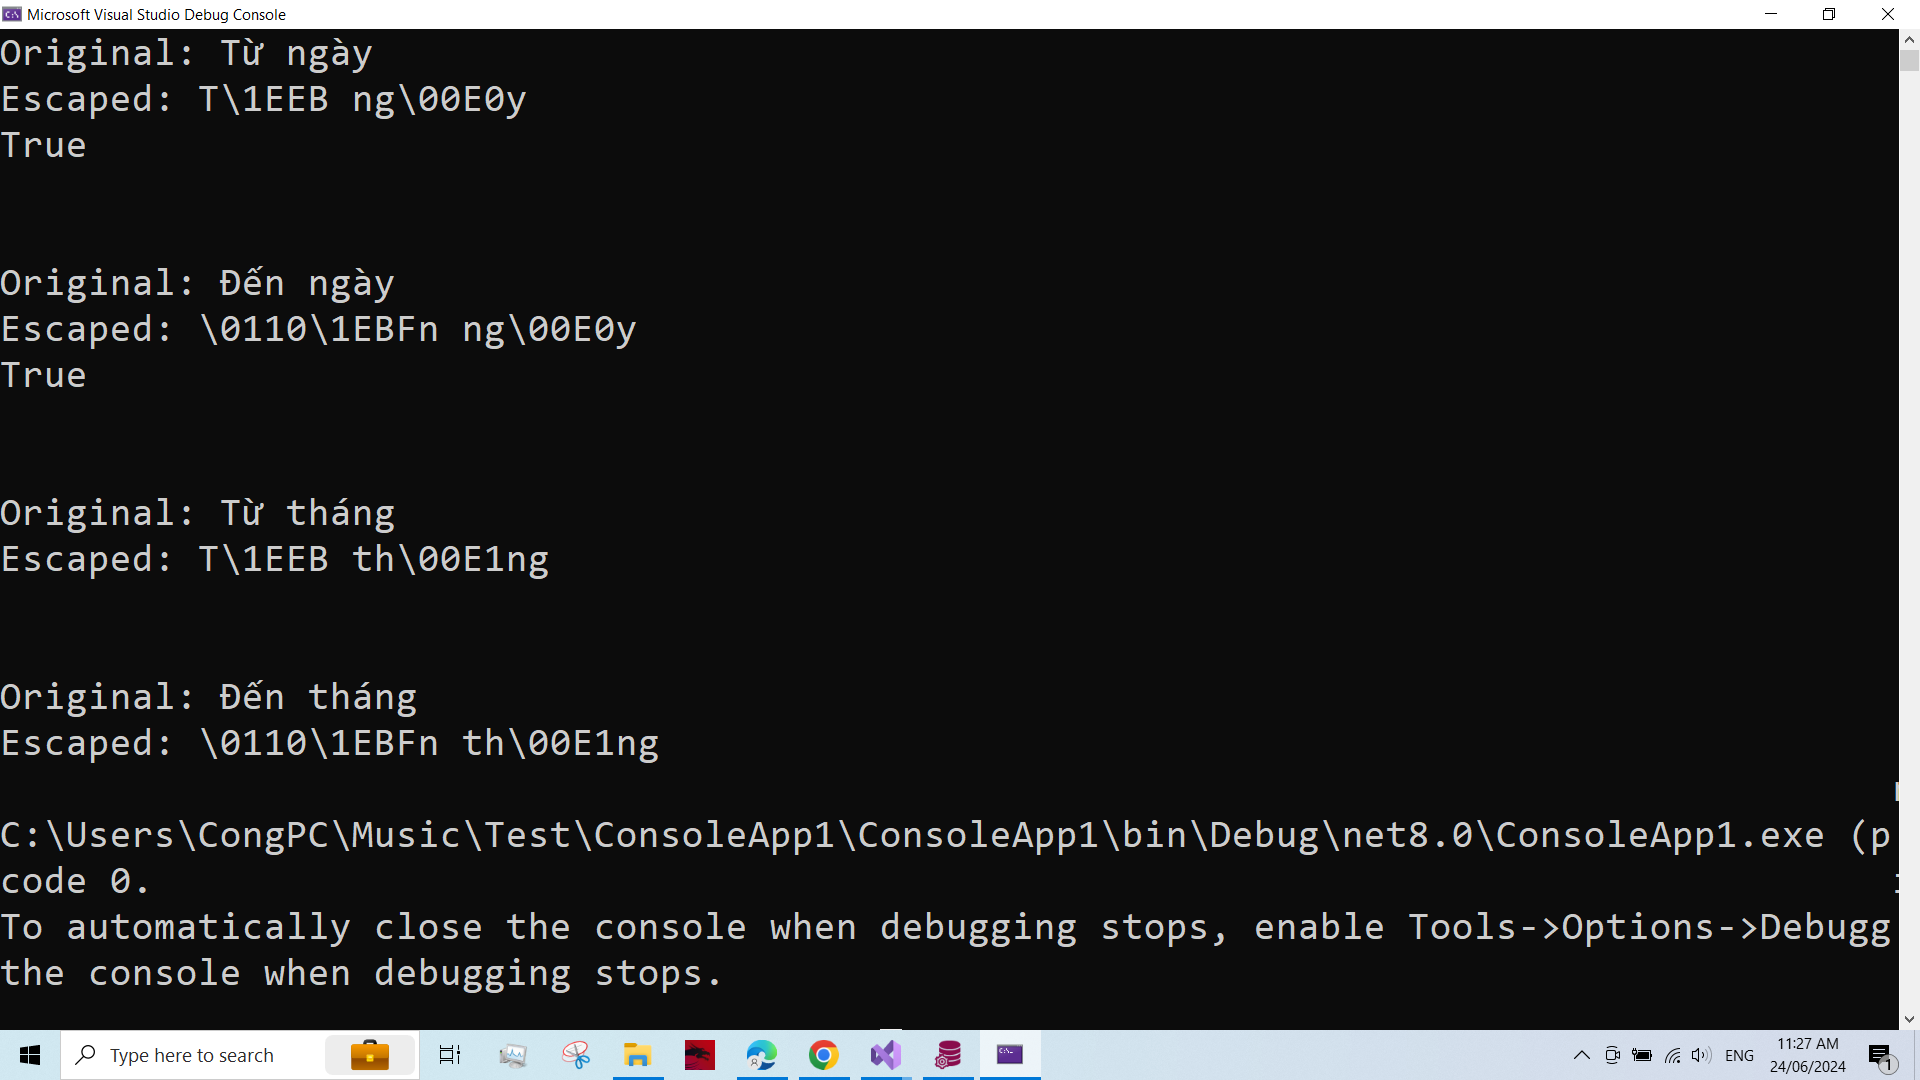 Microsoft Visual Studio Debug Console
Original: Từ ngày
Escaped: T\1EEB ng\00E0y
True
Original: Đến ngày
Escaped: \0110\1EBFn ng\00E0y
True
Original: Từ tháng
Escaped: T\1EEB th\00E1ng
Original: Đến tháng
Escaped: \0110\1EBFn th\00E1ng
C:\Users\CongPC\Music\Test\ConsoleApp1\ConsoleApp1\bin\Debug\net8.0\ConsoleApp1.exe (p
code 0.
To automatically close the console when debugging stops, enable Tools->Options->Debugg
the console when debugging stops.
Type here to search
ENG
11:27 AM
24/06/2024
1